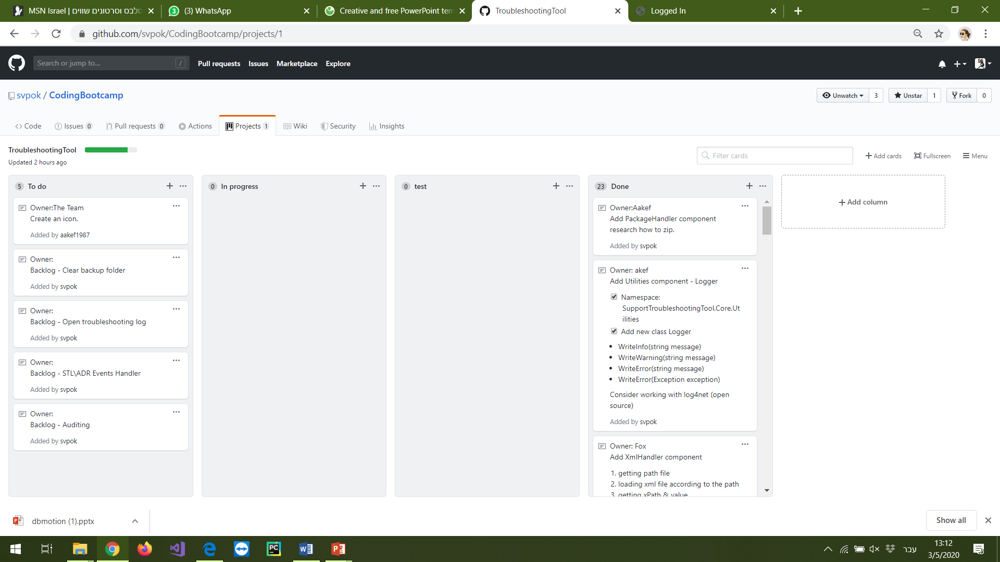 MSN Israel | סלבס וסרטונים שווים
(3) WhatsApp
Creative and free PowerPoint tem
TroubleshootingTool
Logged In
github.com/svpok/CodingBootcamp/projects/1
Search or jump to...
/
Pull requests
Issues
Marketplace
Explore
svpok / CodingBootcamp
Unwatch 3
Unstar 1
Fork 0
Code
Issues 0
Pull requests 0
Actions
Projects 1
Wiki
Security
Insights
TroubleshootingTool
Updated 2 hours ago
Filter cards
Add cards
Fullscreen
Menu
5 To do
Owner:The Team
Create an icon.
Added by aakef1987
Owner:
Backlog - Clear backup folder
Added by svpok
Owner:
Backlog - Open troubleshooting log
Added by svpok
Owner:
Backlog - STL\ADR Events Handler
Added by svpok
Owner:
Backlog - Auditing
Added by svpok
0 In progress
0 test
23 Done
Owner:Aakef
Add PackageHandler component
research how to zip.
Added by svpok
Owner: akef
Add Utilities component - Logger
Namespace:
SupportTroubleshootingTool.Core.Ut
ilities
Add new class Logger
• WriteInfo(string message)
• WriteWarning(string message)
• WriteError(string message)
• WriteError(Exception exception)
Consider working with log4net (open
source)
Added by svpok
Owner: Fox
Add XmlHandler component
1. getting path file
2. loading xml file according to the path
3. getting xPath & value
Add column
dbmotion (1).pptx
Show all
עבר
13:12
3/5/2020